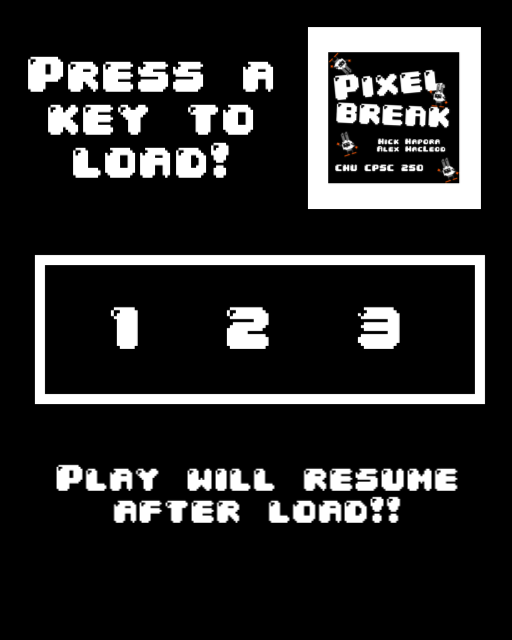 Press a
key to
load!
Pixel
Break
Nick Napora
Alex MacLeod
CNU CPSC 250
1 2 3
Play will resume
after load!!